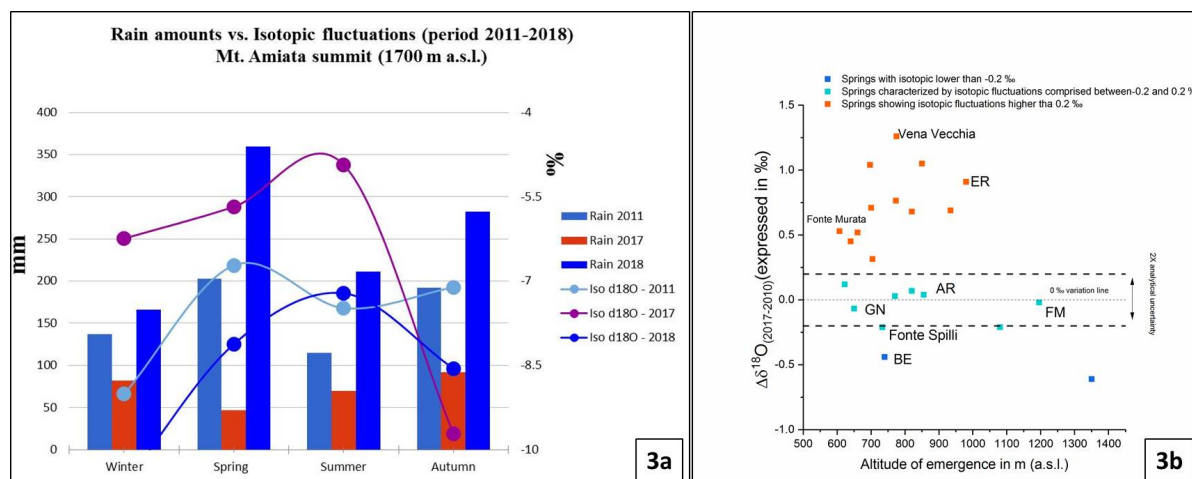 Rain amounts vs. Isotopic fluctuations (period 2011-2018)
Mt. Amiata summit (1700 m a.s.l.)
400
350
300
250
200
150
100
50
0
mm
-4
-5.5
-7
-8.5
-10
‰
Winter
Spring
Summer
Autumn
Rain 2011
Rain 2017
Rain 2018
Iso d18O - 2011
Iso d18O - 2017
Iso d18O - 2018
3a
Springs with isotopic lower than -0.2 ‰
Springs characterized by isotopic fluctuations comprised between-0.2 and 0.2 %
Springs showing isotopic fluctuations higher tha 0.2 ‰
1.5
1.0
0.5
0.0
-0.5
-1.0
Δδ18O(2017-2010)(expressed in ‰)
Vena Vecchia
ER
Fonte Murata
AR
0 ‰ variation line
GN
FM
Fonte Spilli
BE
2X analytical uncertainty
500 600 700 800 900 1000 1100 1200 1300 1400
Altitude of emergence in m (a.s.l.)
3b